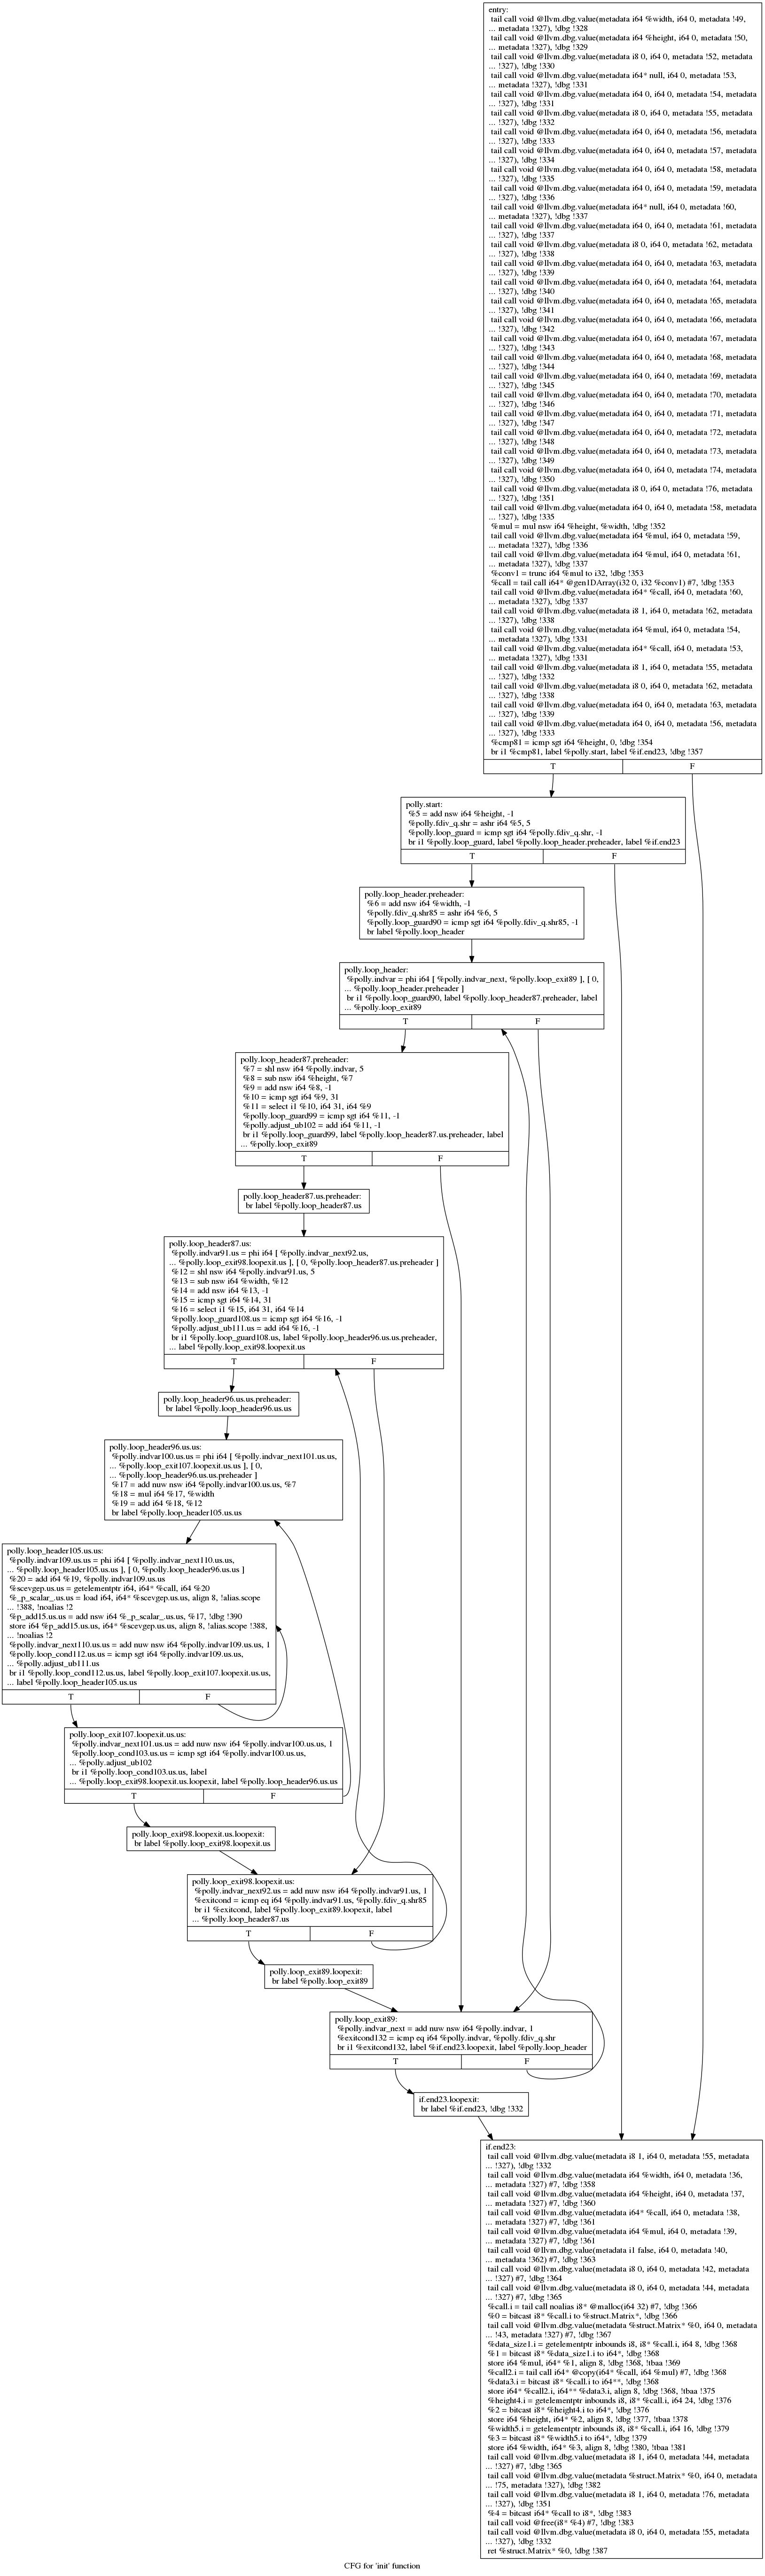 entry:
tail call void @llvm.dbg.value(metadata i64 %width, i64 0, metadata !49,
... metadata !327), !dbg !328
tail call void @llvm.dbg.value(metadata i64 %height, i64 0, metadata !50,
... metadata !327), !dbg !329
tail call void @llvm.dbg.value(metadata i8 0, i64 0, metadata !52, metadata
... !327), !dbg !330
tail call void @llvm.dbg.value(metadata i64* null, i64 0, metadata !53,
... metadata !327), !dbg !331
tail call void @llvm.dbg.value(metadata i64 0, i64 0, metadata !54, metadata
... !327), !dbg !331
tail call void @llvm.dbg.value(metadata i8 0, i64 0, metadata !55, metadata
... !327), !dbg !332
tail call void @llvm.dbg.value(metadata i64 0, i64 0, metadata !56, metadata
... !327), !dbg !333
tail call void @llvm.dbg.value(metadata i64 0, i64 0, metadata !57, metadata
... !327), !dbg !334
tail call void @llvm.dbg.value(metadata i64 0, i64 0, metadata !58, metadata
... !327), !dbg !335
tail call void @llvm.dbg.value(metadata i64 0, i64 0, metadata !59, metadata
... !327), !dbg !336
tail call void @llvm.dbg.value(metadata i64* null, i64 0, metadata !60,
... metadata !327), !dbg !337
tail call void @llvm.dbg.value(metadata i64 0, i64 0, metadata !61, metadata
... !327), !dbg !337
tail call void @llvm.dbg.value(metadata i8 0, i64 0, metadata !62, metadata
... !327), !dbg !338
tail call void @llvm.dbg.value(metadata i64 0, i64 0, metadata !63, metadata
... !327), !dbg !339
tail call void @llvm.dbg.value(metadata i64 0, i64 0, metadata !64, metadata
... !327), !dbg !340
tail call void @llvm.dbg.value(metadata i64 0, i64 0, metadata !65, metadata
... !327), !dbg !341
tail call void @llvm.dbg.value(metadata i64 0, i64 0, metadata !66, metadata
... !327), !dbg !342
tail call void @llvm.dbg.value(metadata i64 0, i64 0, metadata !67, metadata
... !327), !dbg !343
tail call void @llvm.dbg.value(metadata i64 0, i64 0, metadata !68, metadata
... !327), !dbg !344
tail call void @llvm.dbg.value(metadata i64 0, i64 0, metadata !69, metadata
... !327), !dbg !345
tail call void @llvm.dbg.value(metadata i64 0, i64 0, metadata !70, metadata
... !327), !dbg !346
tail call void @llvm.dbg.value(metadata i64 0, i64 0, metadata !71, metadata
... !327), !dbg !347
tail call void @llvm.dbg.value(metadata i64 0, i64 0, metadata !72, metadata
... !327), !dbg !348
tail call void @llvm.dbg.value(metadata i64 0, i64 0, metadata !73, metadata
... !327), !dbg !349
tail call void @llvm.dbg.value(metadata i64 0, i64 0, metadata !74, metadata
... !327), !dbg !350
tail call void @llvm.dbg.value(metadata i8 0, i64 0, metadata !76, metadata
... !327), !dbg !351
tail call void @llvm.dbg.value(metadata i64 0, i64 0, metadata !58, metadata
... !327), !dbg !335
%mul = mul nsw i64 %height, %width, !dbg !352
tail call void @llvm.dbg.value(metadata i64 %mul, i64 0, metadata !59,
... metadata !327), !dbg !336
tail call void @llvm.dbg.value(metadata i64 %mul, i64 0, metadata !61,
... metadata !327), !dbg !337
%conv1 = trunc i64 %mul to i32, !dbg !353
%call = tail call i64* @gen1DArray(i32 0, i32 %conv1) #7, !dbg !353
tail call void @llvm.dbg.value(metadata i64* %call, i64 0, metadata !60,
... metadata !327), !dbg !337
tail call void @llvm.dbg.value(metadata i8 1, i64 0, metadata !62, metadata
... !327), !dbg !338
tail call void @llvm.dbg.value(metadata i64 %mul, i64 0, metadata !54,
... metadata !327), !dbg !331
tail call void @llvm.dbg.value(metadata i64* %call, i64 0, metadata !53,
... metadata !327), !dbg !331
tail call void @llvm.dbg.value(metadata i8 1, i64 0, metadata !55, metadata
... !327), !dbg !332
tail call void @llvm.dbg.value(metadata i8 0, i64 0, metadata !62, metadata
... !327), !dbg !338
tail call void @llvm.dbg.value(metadata i64 0, i64 0, metadata !63, metadata
... !327), !dbg !339
tail call void @llvm.dbg.value(metadata i64 0, i64 0, metadata !56, metadata
... !327), !dbg !333
%cmp81 = icmp sgt i64 %height, 0, !dbg !354
br i1 %cmp81, label %polly.start, label %if.end23, !dbg !357
T F
polly.start:
%5 = add nsw i64 %height, -1
%polly.fdiv_q.shr = ashr i64 %5, 5
%polly.loop_guard = icmp sgt i64 %polly.fdiv_q.shr, -1
br i1 %polly.loop_guard, label %polly.loop_header.preheader, label %if.end23
T F
polly.loop_header.preheader:
%6 = add nsw i64 %width, -1
%polly.fdiv_q.shr85 = ashr i64 %6, 5
%polly.loop_guard90 = icmp sgt i64 %polly.fdiv_q.shr85, -1
br label %polly.loop_header
polly.loop_header:
%polly.indvar = phi i64 [ %polly.indvar_next, %polly.loop_exit89 ], [ 0,
... %polly.loop_header.preheader ]
br i1 %polly.loop_guard90, label %polly.loop_header87.preheader, label
... %polly.loop_exit89
T F
polly.loop_header87.preheader:
%7 = shl nsw i64 %polly.indvar, 5
%8 = sub nsw i64 %height, %7
%9 = add nsw i64 %8, -1
%10 = icmp sgt i64 %9, 31
%11 = select i1 %10, i64 31, i64 %9
%polly.loop_guard99 = icmp sgt i64 %11, -1
%polly.adjust_ub102 = add i64 %11, -1
br i1 %polly.loop_guard99, label %polly.loop_header87.us.preheader, label
... %polly.loop_exit89
T F
polly.loop_header87.us.preheader:
br label %polly.loop_header87.us
polly.loop_header87.us:
%polly.indvar91.us = phi i64 [ %polly.indvar_next92.us,
... %polly.loop_exit98.loopexit.us ], [ 0, %polly.loop_header87.us.preheader ]
%12 = shl nsw i64 %polly.indvar91.us, 5
%13 = sub nsw i64 %width, %12
%14 = add nsw i64 %13, -1
%15 = icmp sgt i64 %14, 31
%16 = select i1 %15, i64 31, i64 %14
%polly.loop_guard108.us = icmp sgt i64 %16, -1
%polly.adjust_ub111.us = add i64 %16, -1
br i1 %polly.loop_guard108.us, label %polly.loop_header96.us.us.preheader,
... label %polly.loop_exit98.loopexit.us
T F
polly.loop_header96.us.us.preheader:
br label %polly.loop_header96.us.us
polly.loop_header96.us.us:
%polly.indvar100.us.us = phi i64 [ %polly.indvar_next101.us.us,
... %polly.loop_exit107.loopexit.us.us ], [ 0,
... %polly.loop_header96.us.us.preheader ]
%17 = add nuw nsw i64 %polly.indvar100.us.us, %7
%18 = mul i64 %17, %width
%19 = add i64 %18, %12
br label %polly.loop_header105.us.us
polly.loop_header105.us.us:
%polly.indvar109.us.us = phi i64 [ %polly.indvar_next110.us.us,
... %polly.loop_header105.us.us ], [ 0, %polly.loop_header96.us.us ]
%20 = add i64 %19, %polly.indvar109.us.us
%scevgep.us.us = getelementptr i64, i64* %call, i64 %20
%_p_scalar_.us.us = load i64, i64* %scevgep.us.us, align 8, !alias.scope
... !388, !noalias !2
%p_add15.us.us = add nsw i64 %_p_scalar_.us.us, %17, !dbg !390
store i64 %p_add15.us.us, i64* %scevgep.us.us, align 8, !alias.scope !388,
... !noalias !2
%polly.indvar_next110.us.us = add nuw nsw i64 %polly.indvar109.us.us, 1
%polly.loop_cond112.us.us = icmp sgt i64 %polly.indvar109.us.us,
... %polly.adjust_ub111.us
br i1 %polly.loop_cond112.us.us, label %polly.loop_exit107.loopexit.us.us,
... label %polly.loop_header105.us.us
T F
polly.loop_exit107.loopexit.us.us:
%polly.indvar_next101.us.us = add nuw nsw i64 %polly.indvar100.us.us, 1
%polly.loop_cond103.us.us = icmp sgt i64 %polly.indvar100.us.us,
... %polly.adjust_ub102
br i1 %polly.loop_cond103.us.us, label
... %polly.loop_exit98.loopexit.us.loopexit, label %polly.loop_header96.us.us
T F
polly.loop_exit98.loopexit.us.loopexit:
br label %polly.loop_exit98.loopexit.us
polly.loop_exit98.loopexit.us:
%polly.indvar_next92.us = add nuw nsw i64 %polly.indvar91.us, 1
%exitcond = icmp eq i64 %polly.indvar91.us, %polly.fdiv_q.shr85
br i1 %exitcond, label %polly.loop_exit89.loopexit, label
... %polly.loop_header87.us
T F
polly.loop_exit89.loopexit:
br label %polly.loop_exit89
polly.loop_exit89:
%polly.indvar_next = add nuw nsw i64 %polly.indvar, 1
%exitcond132 = icmp eq i64 %polly.indvar, %polly.fdiv_q.shr
br i1 %exitcond132, label %if.end23.loopexit, label %polly.loop_header
T F
if.end23.loopexit:
br label %if.end23, !dbg !332
if.end23:
tail call void @llvm.dbg.value(metadata i8 1, i64 0, metadata !55, metadata
... !327), !dbg !332
tail call void @llvm.dbg.value(metadata i64 %width, i64 0, metadata !36,
... metadata !327) #7, !dbg !358
tail call void @llvm.dbg.value(metadata i64 %height, i64 0, metadata !37,
... metadata !327) #7, !dbg !360
tail call void @llvm.dbg.value(metadata i64* %call, i64 0, metadata !38,
... metadata !327) #7, !dbg !361
tail call void @llvm.dbg.value(metadata i64 %mul, i64 0, metadata !39,
... metadata !327) #7, !dbg !361
tail call void @llvm.dbg.value(metadata i1 false, i64 0, metadata !40,
... metadata !362) #7, !dbg !363
tail call void @llvm.dbg.value(metadata i8 0, i64 0, metadata !42, metadata
... !327) #7, !dbg !364
tail call void @llvm.dbg.value(metadata i8 0, i64 0, metadata !44, metadata
... !327) #7, !dbg !365
%call.i = tail call noalias i8* @malloc(i64 32) #7, !dbg !366
%0 = bitcast i8* %call.i to %struct.Matrix*, !dbg !366
tail call void @llvm.dbg.value(metadata %struct.Matrix* %0, i64 0, metadata
... !43, metadata !327) #7, !dbg !367
%data_size1.i = getelementptr inbounds i8, i8* %call.i, i64 8, !dbg !368
%1 = bitcast i8* %data_size1.i to i64*, !dbg !368
store i64 %mul, i64* %1, align 8, !dbg !368, !tbaa !369
%call2.i = tail call i64* @copy(i64* %call, i64 %mul) #7, !dbg !368
%data3.i = bitcast i8* %call.i to i64**, !dbg !368
store i64* %call2.i, i64** %data3.i, align 8, !dbg !368, !tbaa !375
%height4.i = getelementptr inbounds i8, i8* %call.i, i64 24, !dbg !376
%2 = bitcast i8* %height4.i to i64*, !dbg !376
store i64 %height, i64* %2, align 8, !dbg !377, !tbaa !378
%width5.i = getelementptr inbounds i8, i8* %call.i, i64 16, !dbg !379
%3 = bitcast i8* %width5.i to i64*, !dbg !379
store i64 %width, i64* %3, align 8, !dbg !380, !tbaa !381
tail call void @llvm.dbg.value(metadata i8 1, i64 0, metadata !44, metadata
... !327) #7, !dbg !365
tail call void @llvm.dbg.value(metadata %struct.Matrix* %0, i64 0, metadata
... !75, metadata !327), !dbg !382
tail call void @llvm.dbg.value(metadata i8 1, i64 0, metadata !76, metadata
... !327), !dbg !351
%4 = bitcast i64* %call to i8*, !dbg !383
tail call void @free(i8* %4) #7, !dbg !383
tail call void @llvm.dbg.value(metadata i8 0, i64 0, metadata !55, metadata
... !327), !dbg !332
ret %struct.Matrix* %0, !dbg !387
CFG for 'init' function